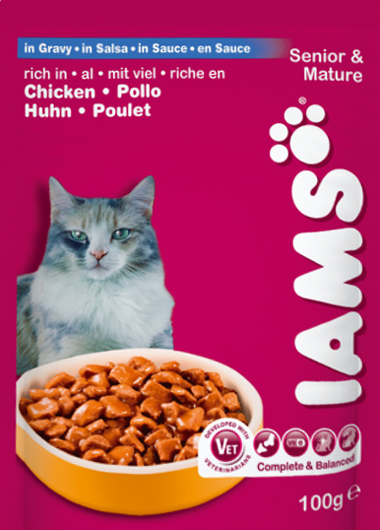 in Gravy • in Salsa • in Sauce • en Sauce
Senior &
Mature
rich in • al • mit viel • riche en
Chicken • Pollo
Huhn • Poulet
IAMS®
DEVELOPED WITH
VET
VETERINARIANS
Complete & Balanced
100g e